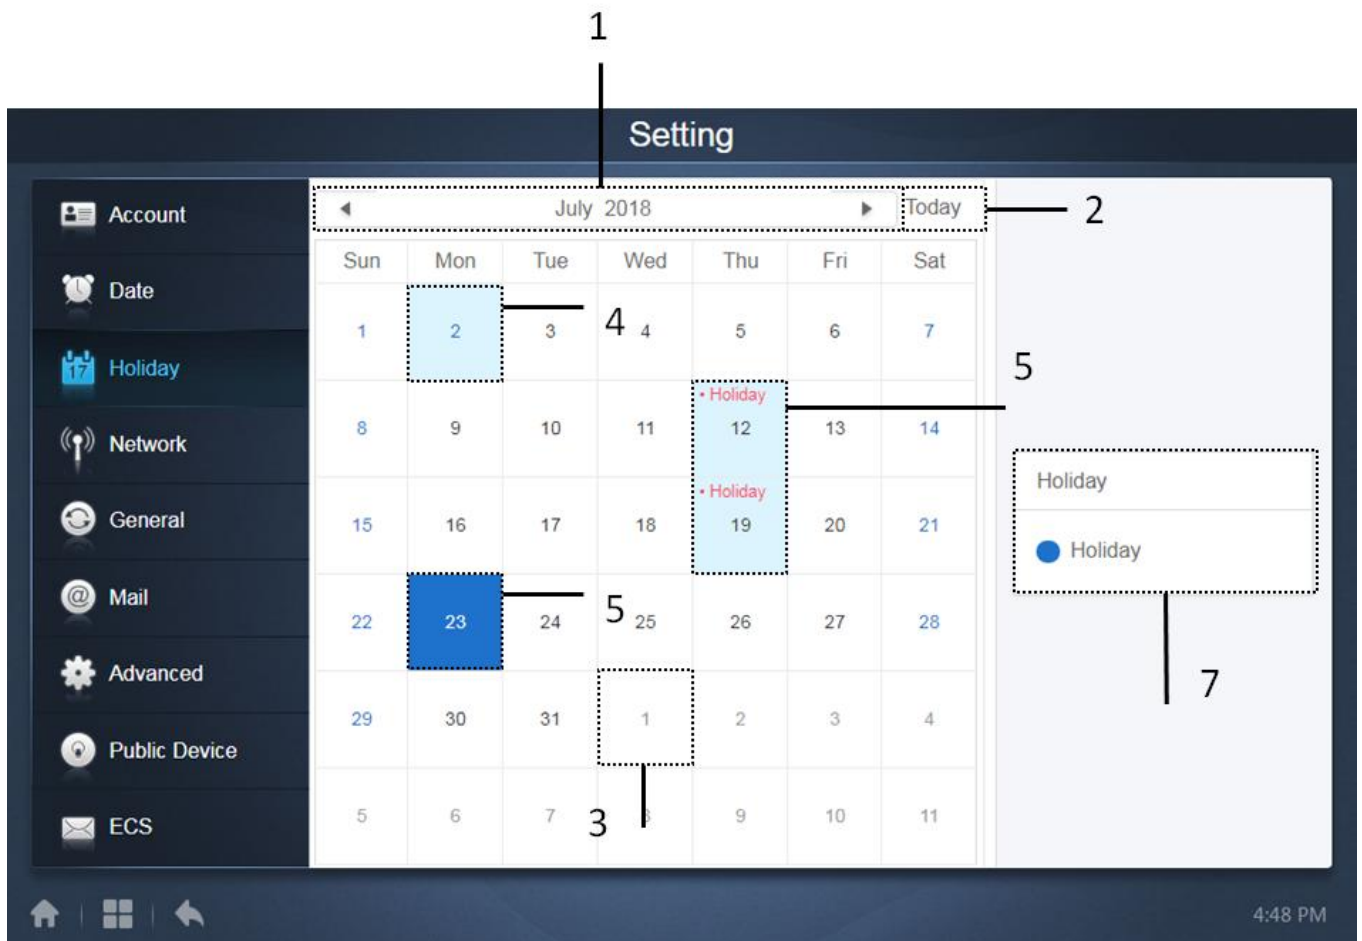 1
Setting
Account
Date
Holiday
17
Network
General
Mail
Advanced
Public Device
ECS
July 2018
Today
2
Sun Mon Tue Wed Thu Fri Sat
1 2 3 4 4 5 6 7
5
• Holiday
8 9 10 11 12 13 14
• Holiday
15 16 17 18 19 20 21
22 23 24 5 25 26 27 28
29 30 31 1 2 3 4
5 6 7 3 8 9 10 11
Holiday
Holiday
7
4:48 PM